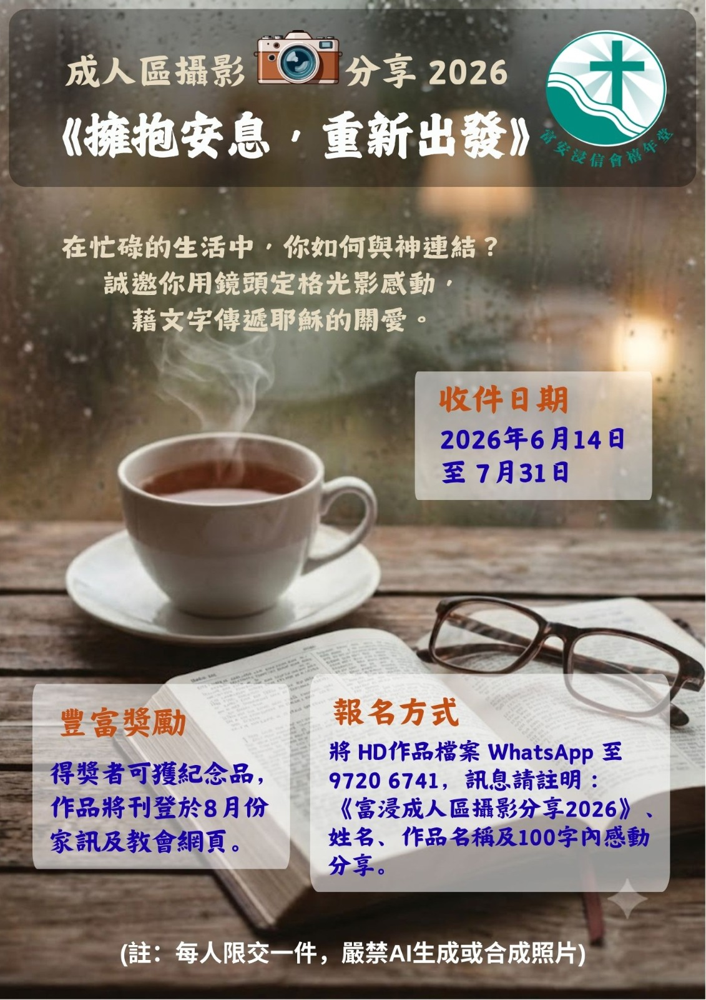 成人區攝影 分享 2026
《擁抱安息，重新出發》
富安浸信會禧年堂
在忙碌的生活中，你如何與神連結？
誠邀你用鏡頭定格光影感動，
藉文字傳遞耶穌的關愛。
收件日期
2026年6月14日
至 7月31日
豐富獎勵
得獎者可獲紀念品，
作品將刊登於8月份
家訊及教會網頁。
報名方式
將 HD作品檔案 WhatsApp 至
9720 6741，訊息請註明：
《富浸成人區攝影分享2026》、
姓名、作品名稱及100字內感動
分享。
(註：每人限交一件，嚴禁AI生成或合成照片)